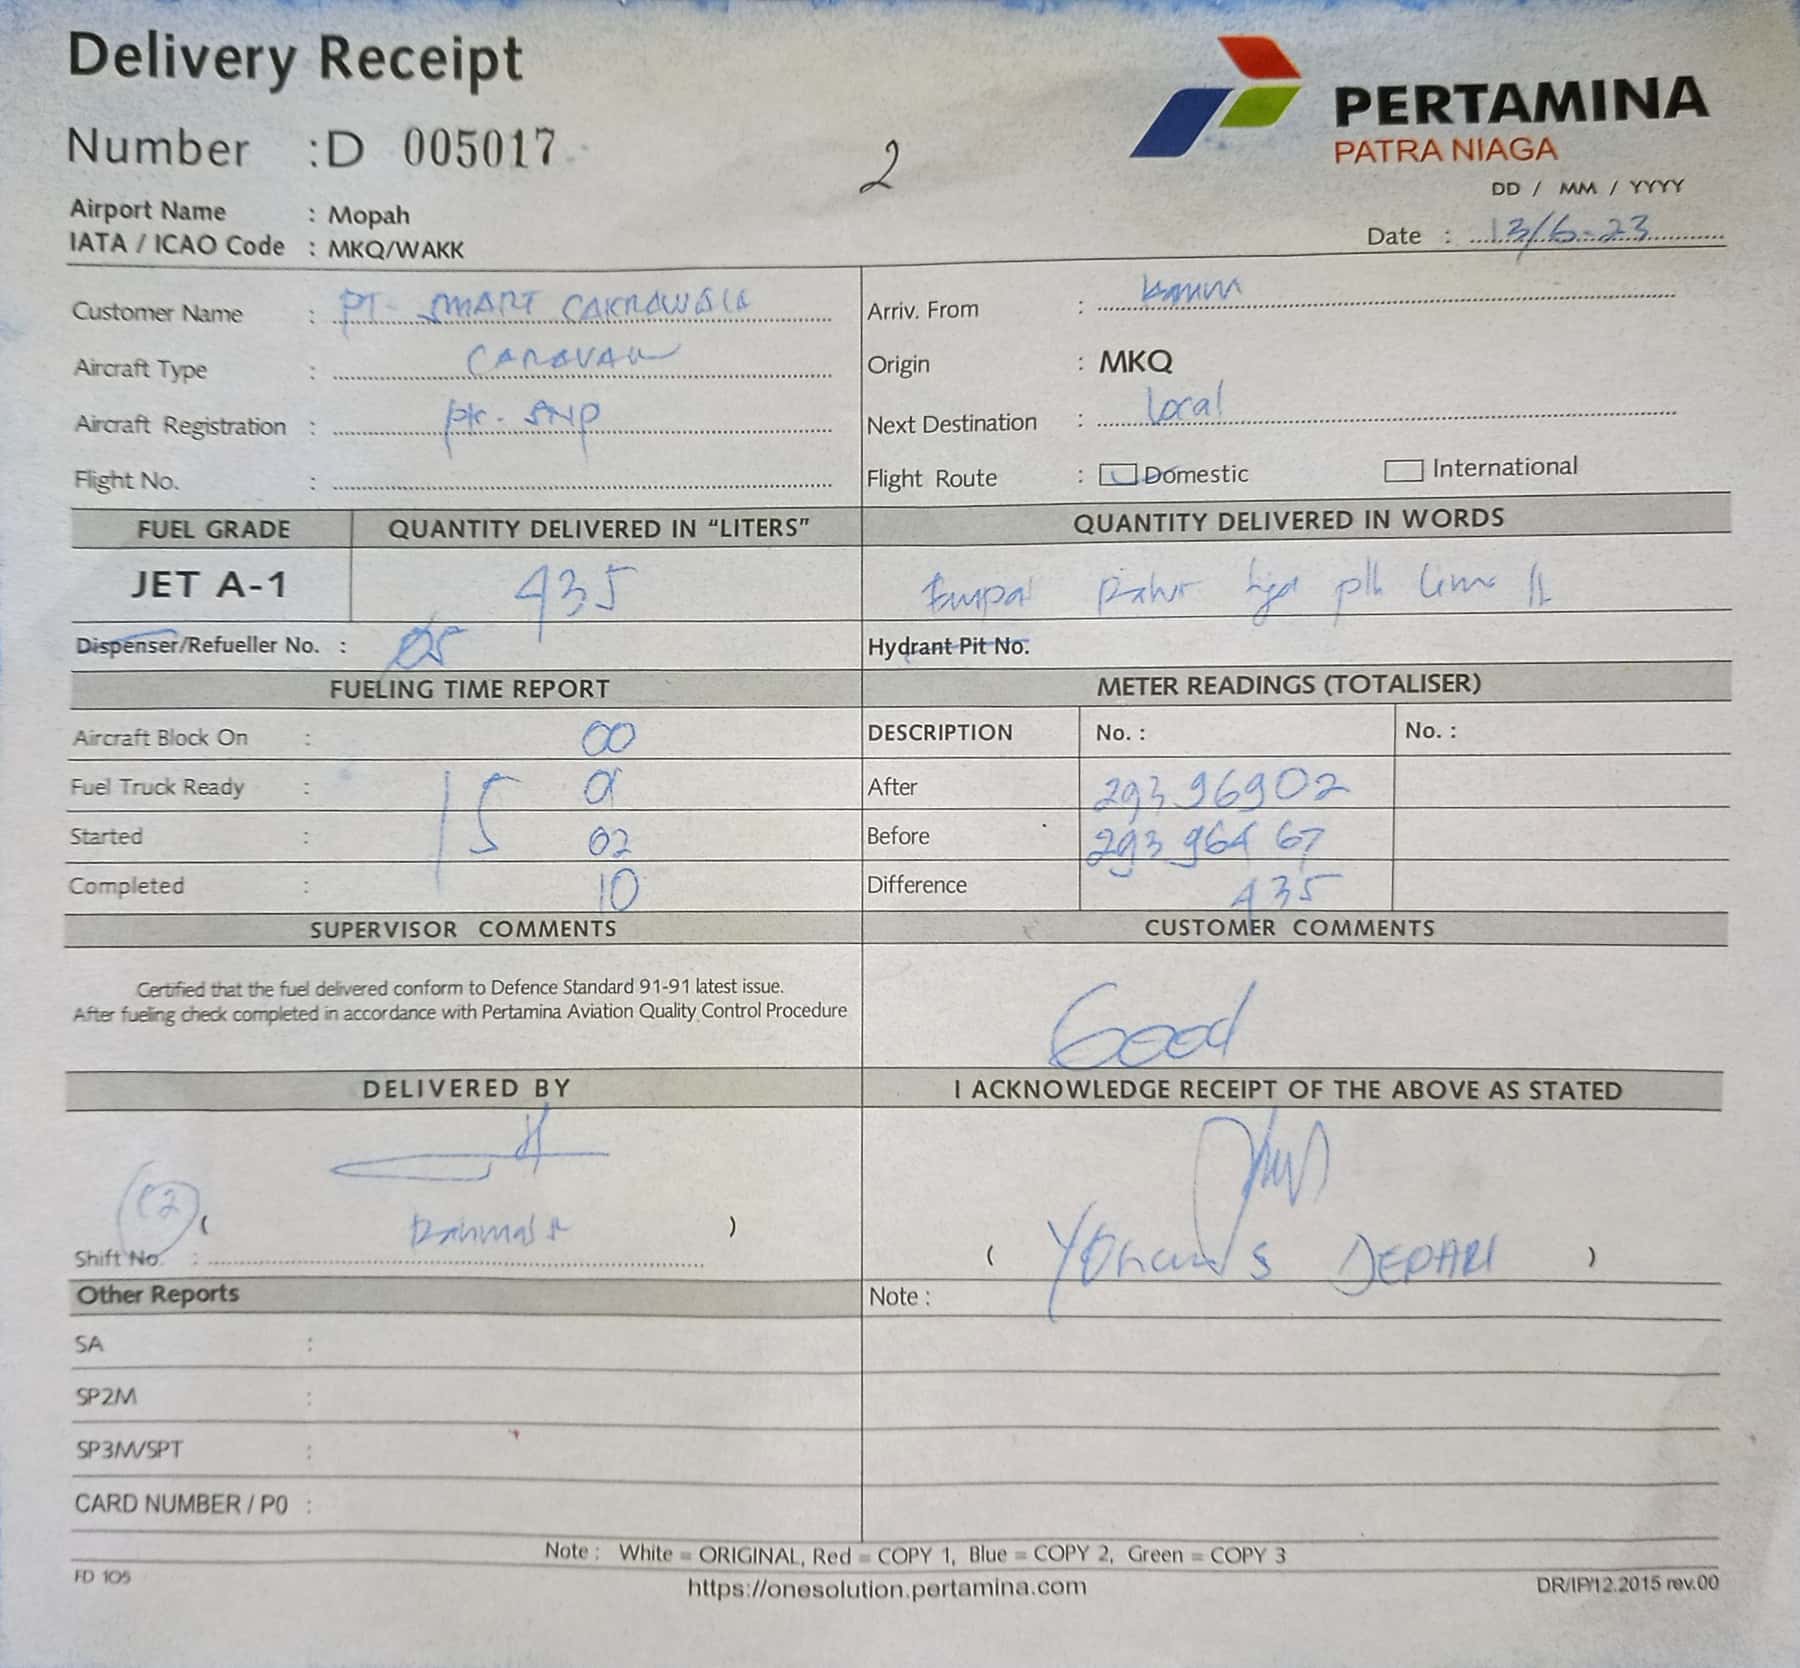 Delivery Receipt
PERTAMINA
PATRA NIAGA
Number :D 005017
2
DD / MM / YYYY
Airport Name : Mopah
Date : 13/6-23
IATA / ICAO Code : MKQ/WAKK
Customer Name : PT- SMART CAKRAWALA
Arriv. From :
Aircraft Type : CARAVAN
Origin : MKQ
Aircraft Registration : pk-SNP
Next Destination : local
Flight No. :
Flight Route : Domestic International
FUEL GRADE QUANTITY DELIVERED IN "LITERS" QUANTITY DELIVERED IN WORDS
JET A-1 435
Dispenser/Refueller No. : 05
Hydrant Pit No.
FUELING TIME REPORT METER READINGS (TOTALISER)
Aircraft Block On : 00
DESCRIPTION No. : No. :
Fuel Truck Ready : 15 01
After 29396902
Started : 02
Before 29396467
Completed : 10
Difference 435
SUPERVISOR COMMENTS CUSTOMER COMMENTS
Certified that the fuel delivered conform to Defence Standard 91-91 latest issue.
After fueling check completed in accordance with Pertamina Aviation Quality Control Procedure
Good
DELIVERED BY I ACKNOWLEDGE RECEIPT OF THE ABOVE AS STATED
( )
Shift No. : 02
( DEPARI )
Other Reports
Note :
SA :
SP2M :
SP3M/SPT :
CARD NUMBER / P0 :
Note : White = ORIGINAL, Red = COPY 1, Blue = COPY 2, Green = COPY 3
FD 105
https://onesolution.pertamina.com
DR/IP/12.2015 rev.00